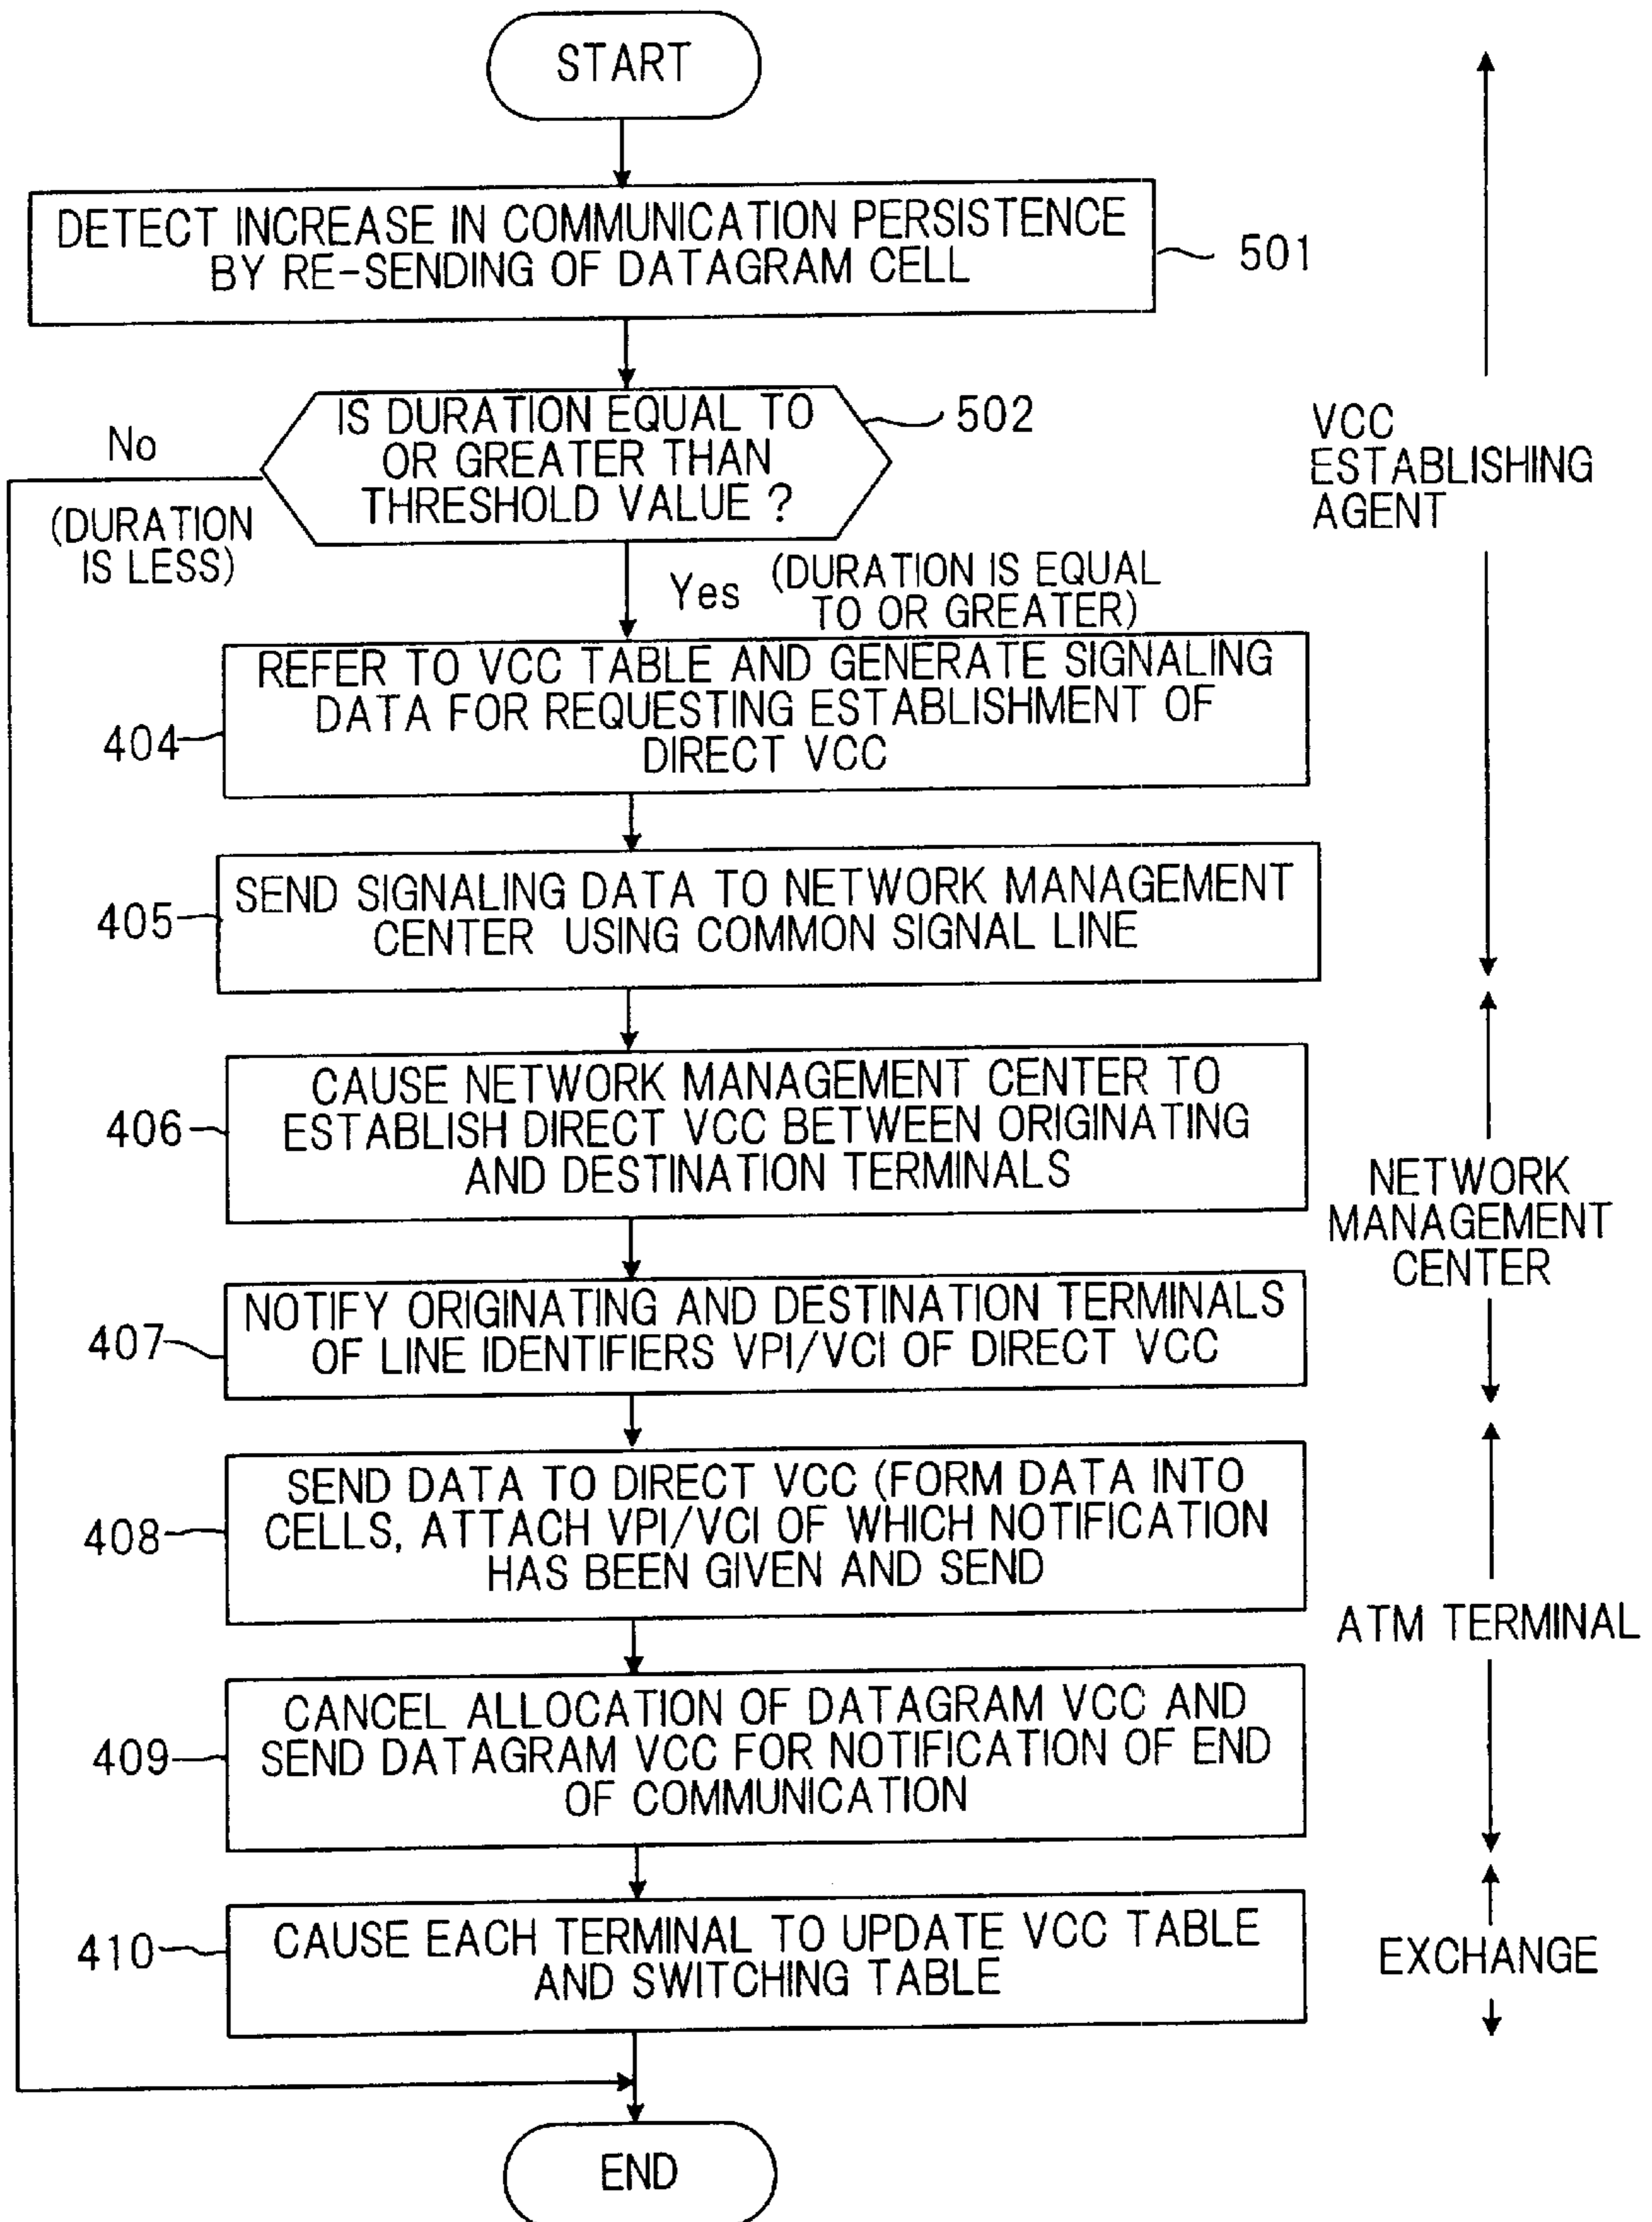 START
DETECT INCREASE IN COMMUNICATION PERSISTENCE
BY RE-SENDING OF DATAGRAM CELL
501
IS DURATION EQUAL TO
OR GREATER THAN
THRESHOLD VALUE ?
502
No
(DURATION
IS LESS)
Yes
(DURATION IS EQUAL
TO OR GREATER)
VCC
ESTABLISHING
AGENT
REFER TO VCC TABLE AND GENERATE SIGNALING
DATA FOR REQUESTING ESTABLISHMENT OF
DIRECT VCC
404
SEND SIGNALING DATA TO NETWORK MANAGEMENT
CENTER USING COMMON SIGNAL LINE
405
CAUSE NETWORK MANAGEMENT CENTER TO
ESTABLISH DIRECT VCC BETWEEN ORIGINATING
AND DESTINATION TERMINALS
406
NETWORK
MANAGEMENT
CENTER
NOTIFY ORIGINATING AND DESTINATION TERMINALS
OF LINE IDENTIFIERS VPI/VCI OF DIRECT VCC
407
SEND DATA TO DIRECT VCC (FORM DATA INTO
CELLS, ATTACH VPI/VCI OF WHICH NOTIFICATION
HAS BEEN GIVEN AND SEND
408
ATM TERMINAL
CANCEL ALLOCATION OF DATAGRAM VCC AND
SEND DATAGRAM VCC FOR NOTIFICATION OF END
OF COMMUNICATION
409
CAUSE EACH TERMINAL TO UPDATE VCC TABLE
AND SWITCHING TABLE
410
EXCHANGE
END